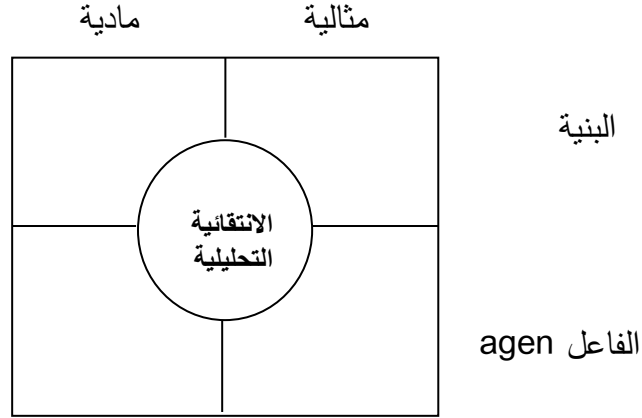 مثالية
مادية
البنية
الانتقائية
التحليلية
الفاعل agen